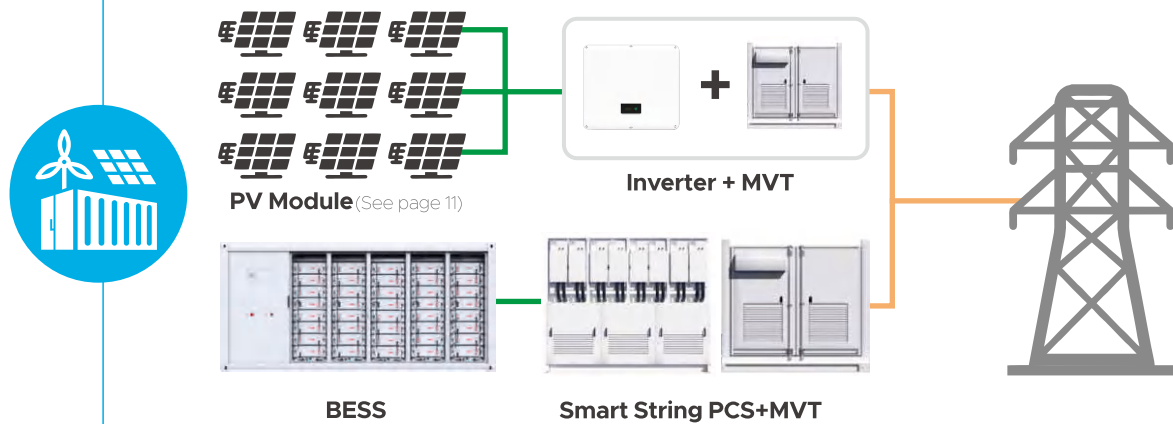 PV Module (See page 11)
Inverter + MVT
BESS
Smart String PCS+MVT